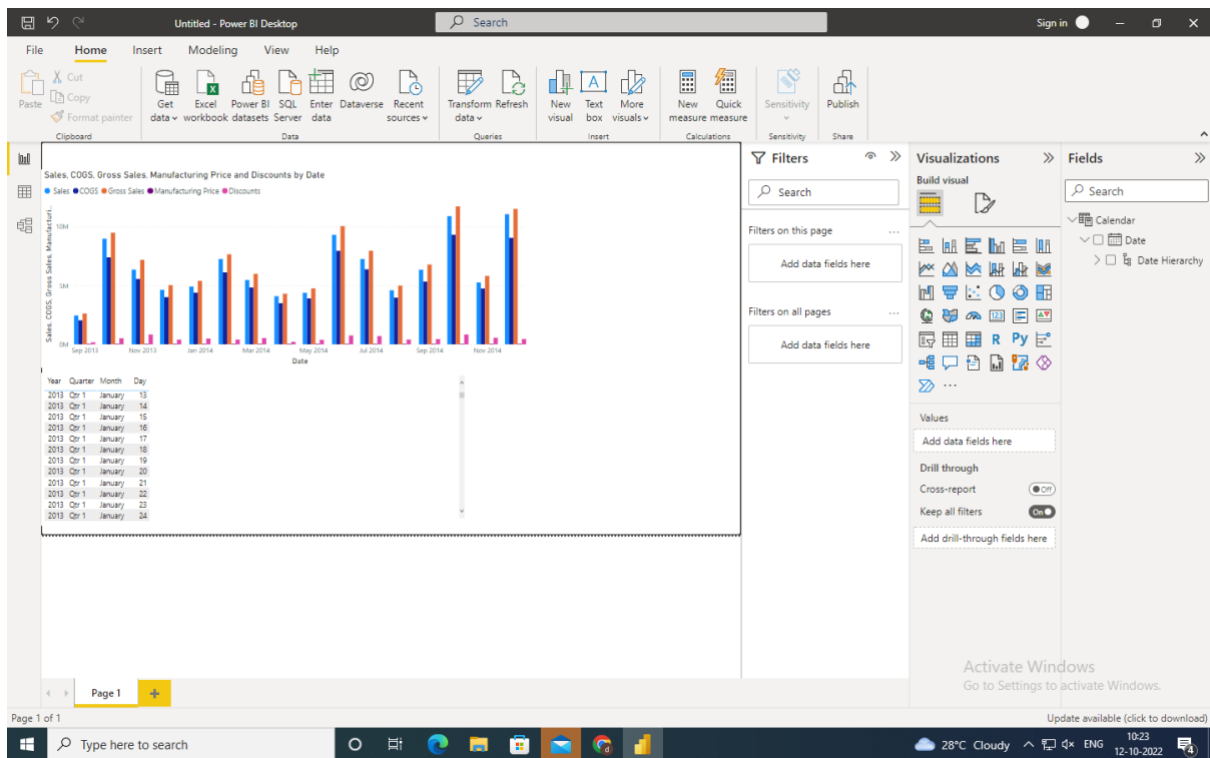 Untitled - Power BI Desktop
Search
Sign in
File Home Insert Modeling View Help
Paste
Cut
Copy
Format painter
Clipboard
Get data
Excel workbook
Power BI datasets
SQL Server
Enter data
Dataverse
Recent sources
Data
Transform data
Refresh
Queries
New visual
Text box
More visuals
Insert
New measure
Quick measure
Calculations
Sensitivity
Sensitivity
Publish
Share
Sales, COGS, Gross Sales, Manufacturing Price and Discounts by Date
Sales COGS Gross Sales Manufacturing Price Discounts
Sales, COGS, Gross Sales, Manufacturi...
10M
5M
0M
Sep 2013 Nov 2013 Jan 2014 Mar 2014 May 2014 Jul 2014 Sep 2014 Nov 2014
Date
Year Quarter Month Day
2013 Qtr 1 January 13
2013 Qtr 1 January 14
2013 Qtr 1 January 15
2013 Qtr 1 January 16
2013 Qtr 1 January 17
2013 Qtr 1 January 18
2013 Qtr 1 January 19
2013 Qtr 1 January 20
2013 Qtr 1 January 21
2013 Qtr 1 January 22
2013 Qtr 1 January 23
2013 Qtr 1 January 24
Filters
Search
Filters on this page ...
Add data fields here
Filters on all pages ...
Add data fields here
Visualizations
Build visual
123
R Py
...
Values
Add data fields here
Drill through
Cross-report Off
Keep all filters On
Add drill-through fields here
Fields
Search
Calendar
Date
Date Hierarchy
Activate Windows
Go to Settings to activate Windows.
Page 1
Page 1 of 1
Update available (click to download)
Type here to search
28°C Cloudy
ENG
10:23
12-10-2022
4